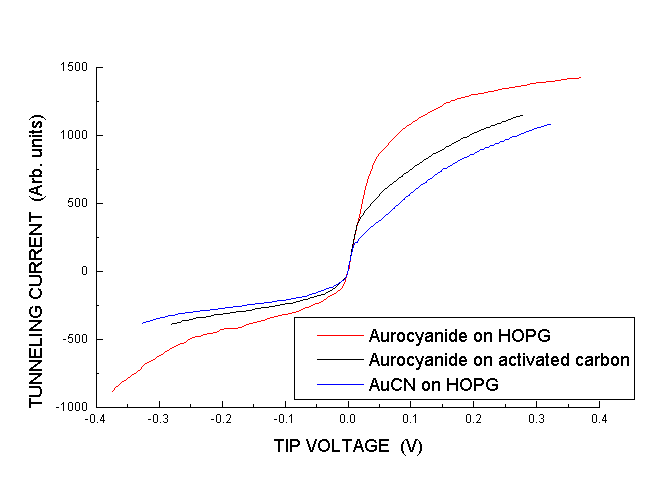 1500
1000
500
0
-500
-1000
TUNNELING CURRENT (Arb. units)
Aurocyanide on HOPG
Aurocyanide on activated carbon
AuCN on HOPG
-0.4 -0.3 -0.2 -0.1 0.0 0.1 0.2 0.3 0.4
TIP VOLTAGE (V)